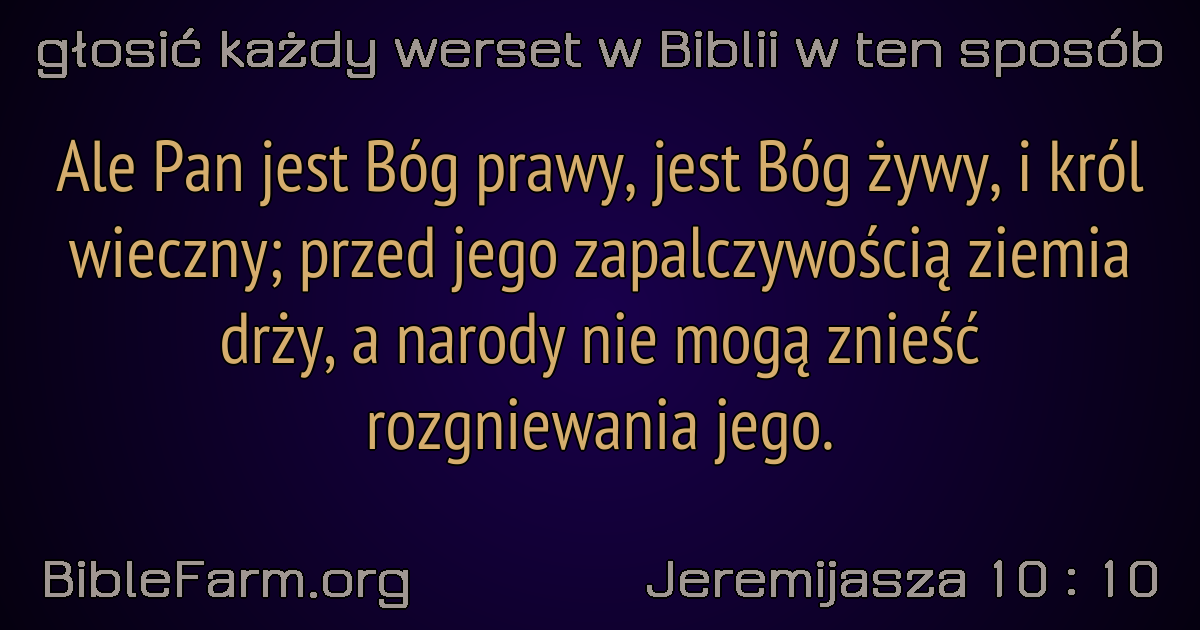 głosić każdy werset w Biblii w ten sposób
Ale Pan jest Bóg prawy, jest Bóg żywy, i król
wieczny; przed jego zapalczywością ziemia
drży, a narody nie mogą znieść
rozgniewania jego.
BibleFarm.org
Jeremijasza 10 : 10